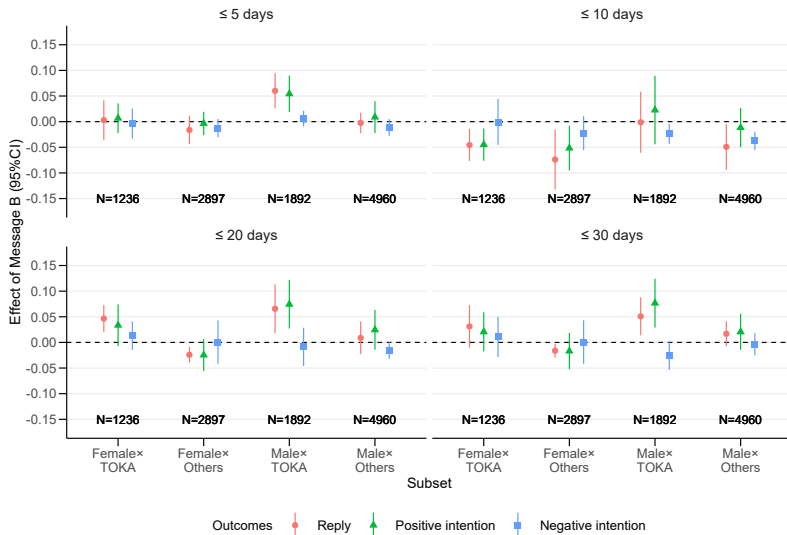 ≤ 5 days
≤ 10 days
0.15
0.10
0.05
0.00
-0.05
-0.10
-0.15
N=1236
N=2897
N=1892
N=4960
N=1236
N=2897
N=1892
N=4960
≤ 20 days
≤ 30 days
0.15
0.10
0.05
0.00
-0.05
-0.10
-0.15
N=1236
N=2897
N=1892
N=4960
N=1236
N=2897
N=1892
N=4960
Effect of Message B (95%CI)
Female×
TOKA
Female×
Others
Male×
TOKA
Male×
Others
Female×
TOKA
Female×
Others
Male×
TOKA
Male×
Others
Subset
Outcomes
Reply
Positive intention
Negative intention